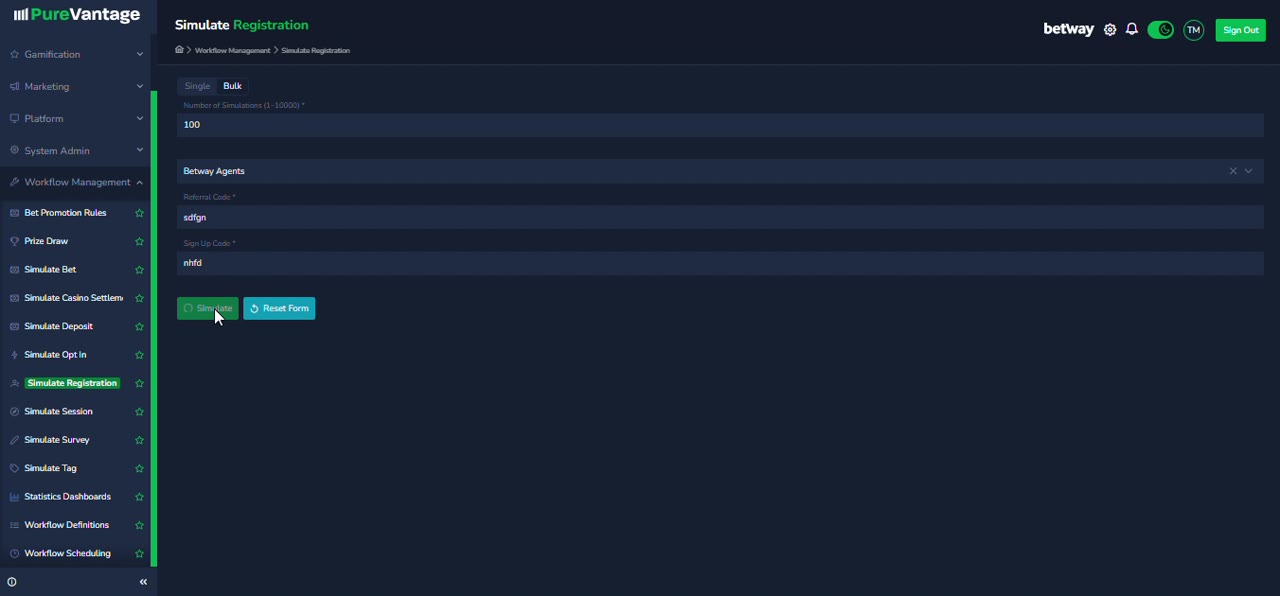 PureVantage
Simulate Registration
Workflow Management
Simulate Registration
betway
TM
Sign Out
Gamification
Marketing
Platform
System Admin
Workflow Management
Bet Promotion Rules
Prize Draw
Simulate Bet
Simulate Casino Settlem
Simulate Deposit
Simulate Opt In
Simulate Registration
Simulate Session
Simulate Survey
Simulate Tag
Statistics Dashboards
Workflow Definitions
Workflow Scheduling
Single
Bulk
Number of Simulations (1-10000) *
100
Betway Agents
Referral Code *
sdfgn
Sign Up Code *
nhfd
Simulate
Reset Form